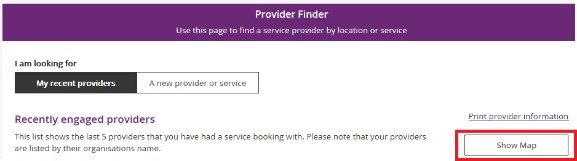 Provider Finder
Use this page to find a service provider by location or service
I am looking for
My recent providers
A new provider or service
Recently engaged providers
Print provider information
This list shows the last 5 providers that you have had a service booking with. Please note that your providers
are listed by their organisations name.
Show Map